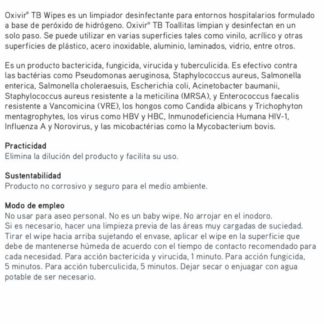 Oxivir® TB Wipes es un limpiador desinfectante para entornos hospitalarios formulado
a base de peróxido de hidrógeno. Oxivir® TB Toallitas limpian y desinfectan en un
solo paso. Se puede utilizar en varias superficies tales como vinilo, acrílico y otras
superficies de plástico, acero inoxidable, aluminio, laminados, vidrio, entre otros.
Es un producto bactericida, fungicida, virucida y tuberculicida. Es efectivo contra
las bactérias como Pseudomonas aeruginosa, Staphylococcus aureus, Salmonella
enterica, Salmonella choleraesuis, Escherichia coli, Acinetobacter baumanii,
Staphylococcus aureus resistente a la meticilina (MRSA), y Enterococcus faecalis
resistente a Vancomicina (VRE), los hongos como Candida albicans y Trichophyton
mentagrophytes, los virus como HBV y HBC, Inmunodeficiencia Humana HIV-1,
Influenza A y Norovirus, y las micobactérias como la Mycobacterium bovis.
Practicidad
Elimina la dilución del producto y facilita su uso.
Sustentabilidad
Producto no corrosivo y seguro para el medio ambiente.
Modo de empleo
No usar para aseo personal. No es un baby wipe. No arrojar en el inodoro.
Si es necesario, hacer una limpieza previa de las áreas muy cargadas de suciedad.
Tirar el wipe hacia arriba sujetando el envase, aplicar el wipe en la superficie que
debe de mantenerse húmeda de acuerdo con el tiempo de contacto recomendado para
cada necesidad. Para acción bactericida y virucida, 1 minuto. Para acción fungicida,
5 minutos. Para acción tuberculicida, 5 minutos. Dejar secar o enjuagar con agua
potable de ser necesario.